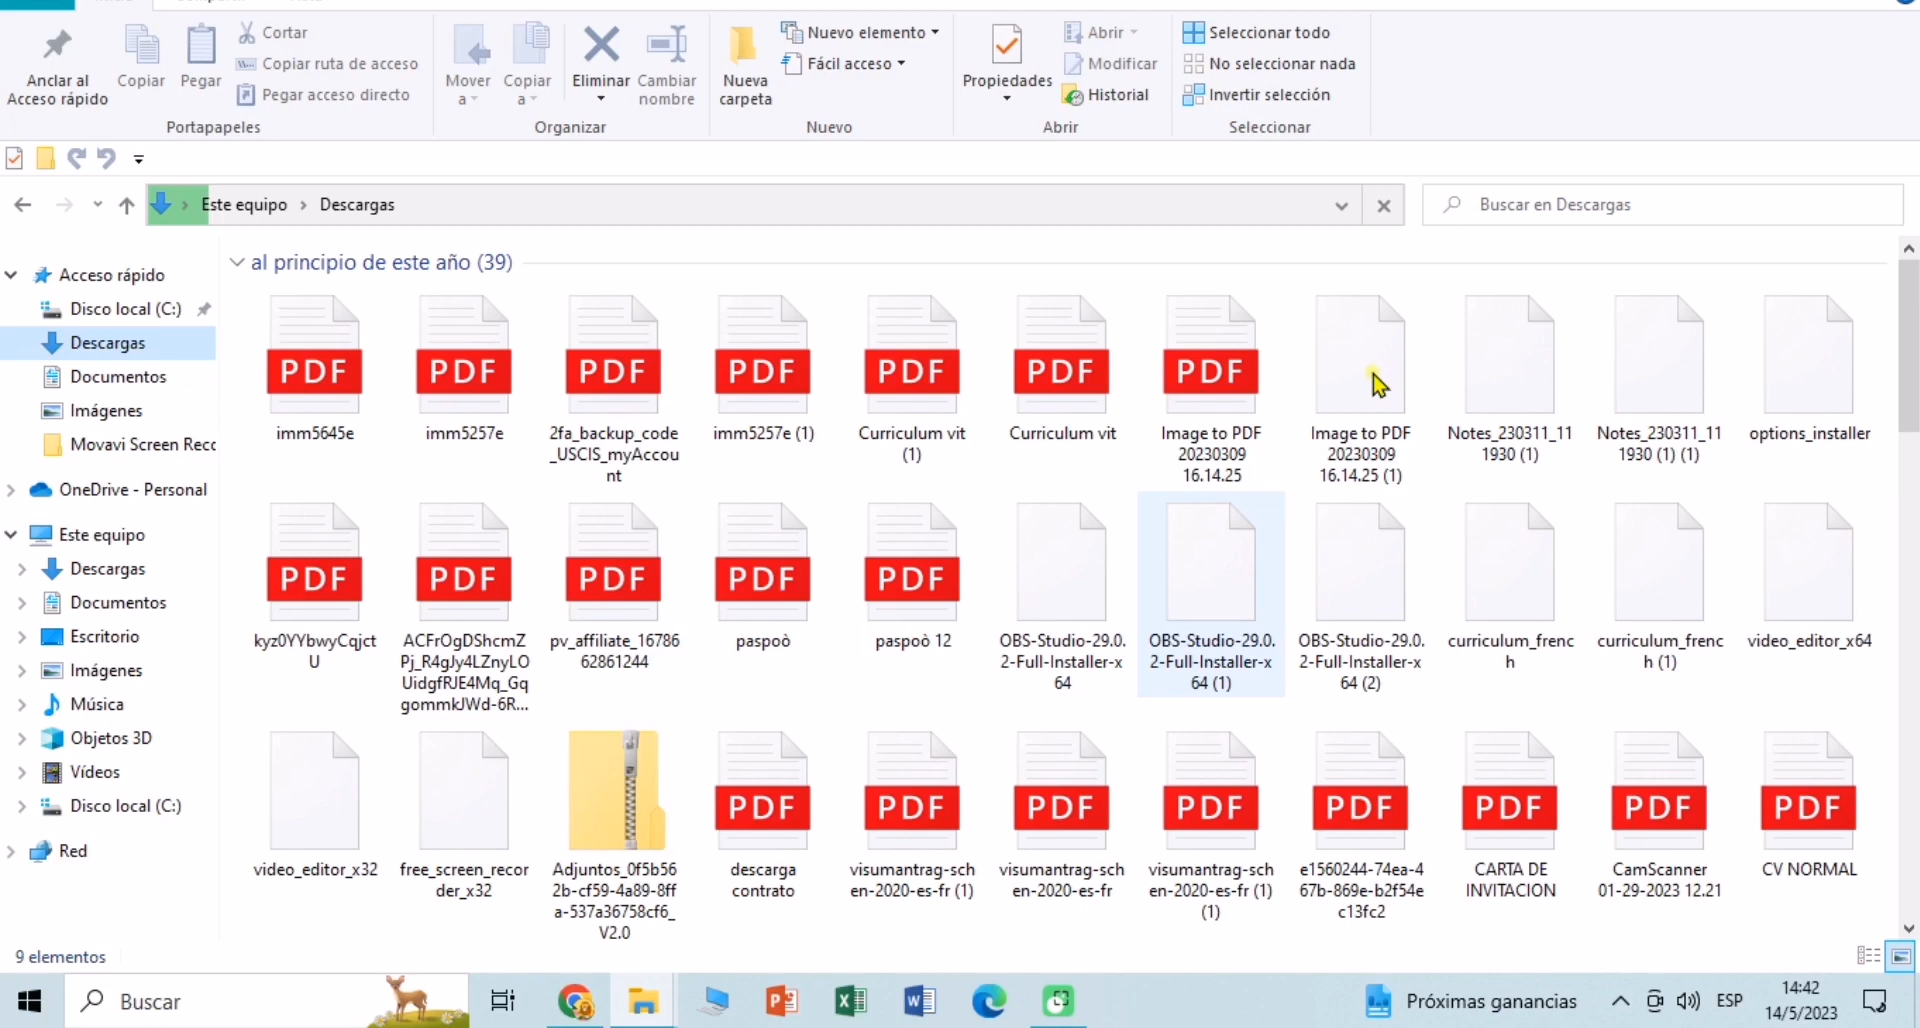 Anclar al
Acceso rápido
Copiar
Pegar
Cortar
Copiar ruta de acceso
Pegar acceso directo
Portapapeles
Mover
a
Copiar
a
Eliminar
Cambiar
nombre
Organizar
Nueva
carpeta
Nuevo elemento
Fácil acceso
Nuevo
Propiedades
Abrir
Modificar
Historial
Abrir
Seleccionar todo
No seleccionar nada
Invertir selección
Seleccionar
Este equipo > Descargas
Buscar en Descargas
Acceso rápido
Disco local (C:)
Descargas
Documentos
Imágenes
Movavi Screen Recc
OneDrive - Personal
Este equipo
Descargas
Documentos
Escritorio
Imágenes
Música
Objetos 3D
Vídeos
Disco local (C:)
Red
al principio de este año (39)
PDF
imm5645e
PDF
imm5257e
PDF
2fa_backup_code
_USCIS_myAccou
nt
PDF
imm5257e (1)
PDF
Curriculum vit
(1)
PDF
Curriculum vit
PDF
Image to PDF
20230309
16.14.25
Image to PDF
20230309
16.14.25 (1)
Notes_230311_11
1930 (1)
Notes_230311_11
1930 (1) (1)
options_installer
PDF
kyz0YYbwyCqjct
U
PDF
ACFrOgDShcmZ
Pj_R4gJy4LZnyLO
UidgfRJE4Mq_Gq
gommkJWd-6R...
PDF
pv_affiliate_16786
62861244
PDF
paspoò
PDF
paspoò 12
OBS-Studio-29.0.
2-Full-Installer-x
64
OBS-Studio-29.0.
2-Full-Installer-x
64 (1)
OBS-Studio-29.0.
2-Full-Installer-x
64 (2)
curriculum_frenc
h
curriculum_frenc
h (1)
video_editor_x64
video_editor_x32
free_screen_recor
der_x32
Adjuntos_0f5b56
2b-cf59-4a89-8ff
a-537a36758cf6_
V2.0
PDF
descarga
contrato
PDF
visumantrag-sch
en-2020-es-fr (1)
PDF
visumantrag-sch
en-2020-es-fr
PDF
visumantrag-sch
en-2020-es-fr (1)
(1)
PDF
e1560244-74ea-4
67b-869e-b2f54e
c13fc2
PDF
CARTA DE
INVITACION
PDF
CamScanner
01-29-2023 12.21
PDF
CV NORMAL
9 elementos
Buscar
Próximas ganancias
ESP
14:42
14/5/2023